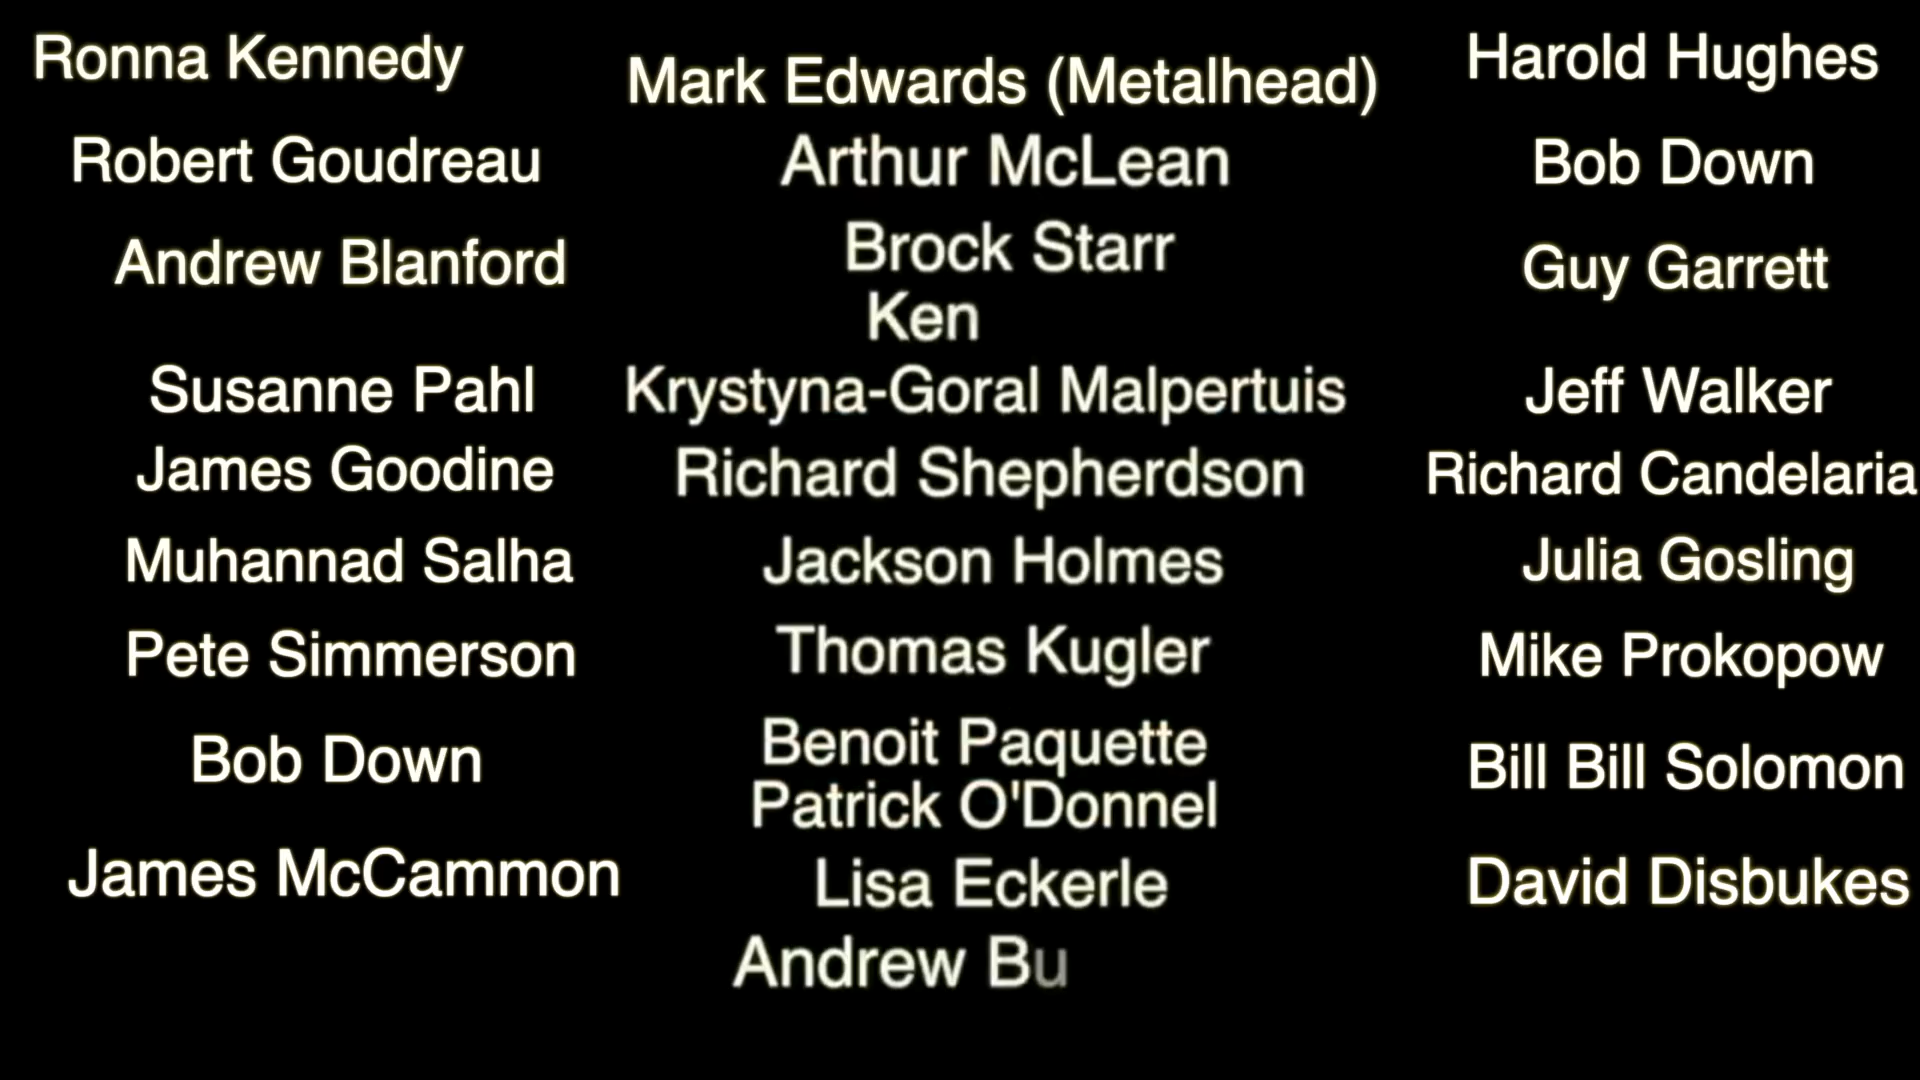 Ronna Kennedy
Robert Goudreau
Andrew Blanford
Susanne Pahl
James Goodine
Muhannad Salha
Pete Simmerson
Bob Down
James McCammon
Mark Edwards (Metalhead)
Arthur McLean
Brock Starr
Ken
Krystyna-Goral Malpertuis
Richard Shepherdson
Jackson Holmes
Thomas Kugler
Benoit Paquette
Patrick O'Donnel
Lisa Eckerle
Andrew Bu
Harold Hughes
Bob Down
Guy Garrett
Jeff Walker
Richard Candelaria
Julia Gosling
Mike Prokopow
Bill Bill Solomon
David Disbukes